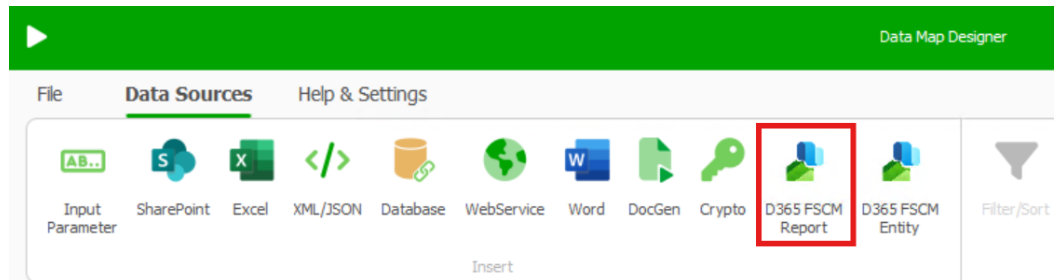 Data Map Designer
File Data Sources Help & Settings
AB..
S X </> W
Input Parameter SharePoint Excel XML/JSON Database WebService Word DocGen Crypto D365 FSCM Report D365 FSCM Entity Filter/Sort
Insert